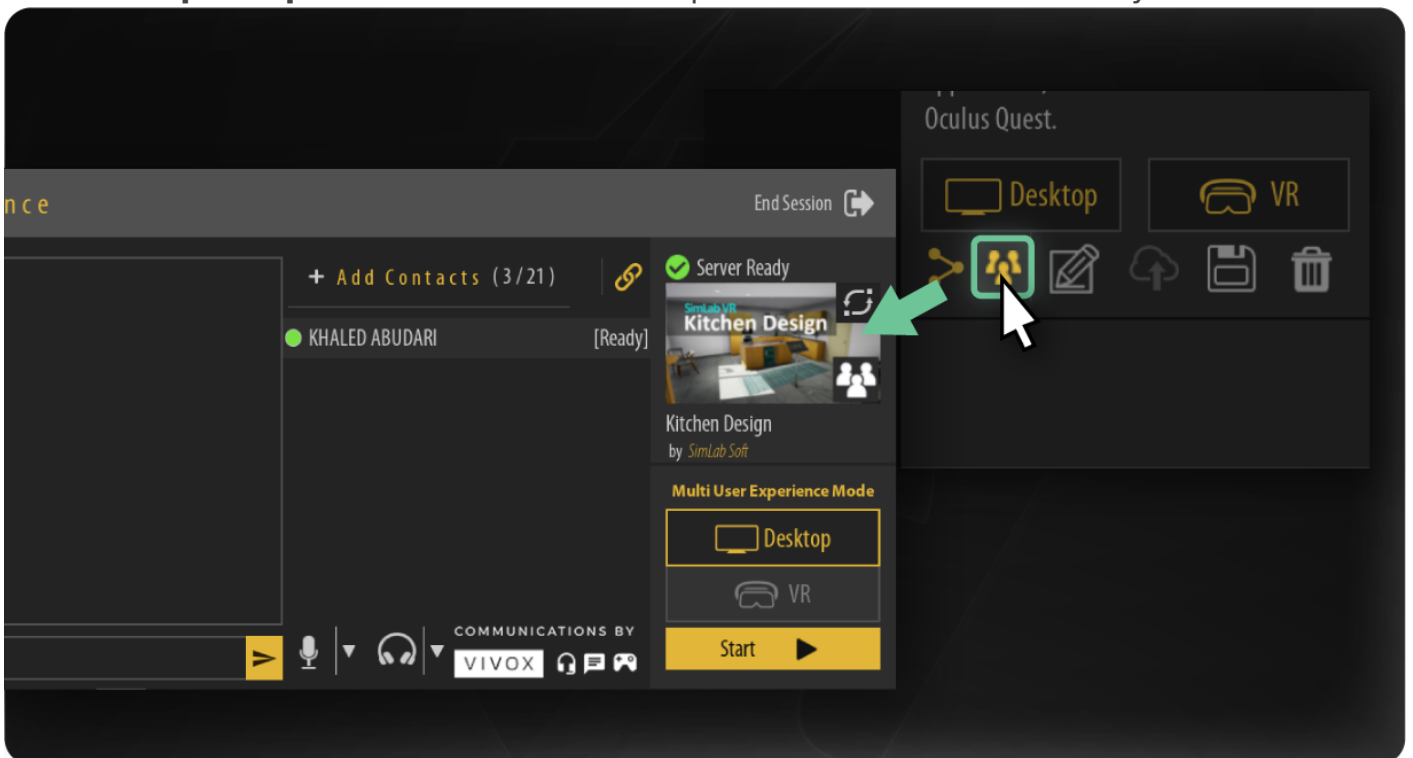 Oculus Quest.
Desktop
VR
nce
End Session
+ Add Contacts (3/21)
Server Ready
SimLab VR
Kitchen Design
KHALED ABUDARI [Ready]
Kitchen Design
by SimLab Soft
Multi User Experience Mode
Desktop
VR
Start
COMMUNICATIONS BY
VIVOX